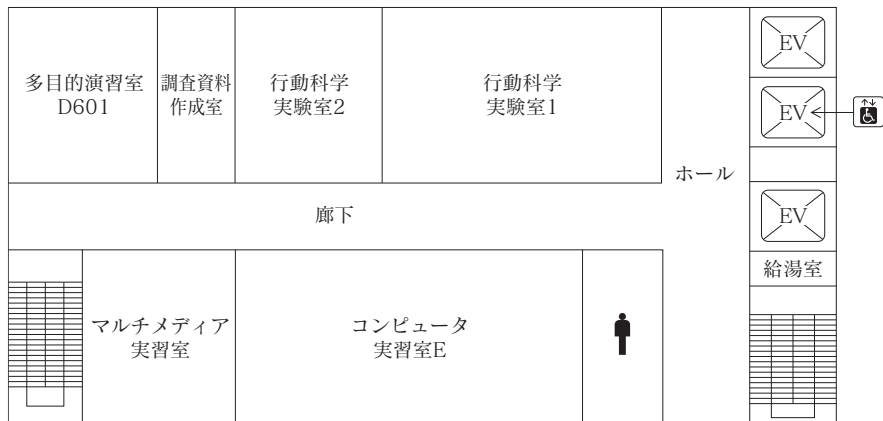 多目的演習室
D601
調査資料
作成室
行動科学
実験室2
行動科学
実験室1
EV
EV
ホール
廊下
EV
給湯室
マルチメディア
実習室
コンピュータ
実習室E